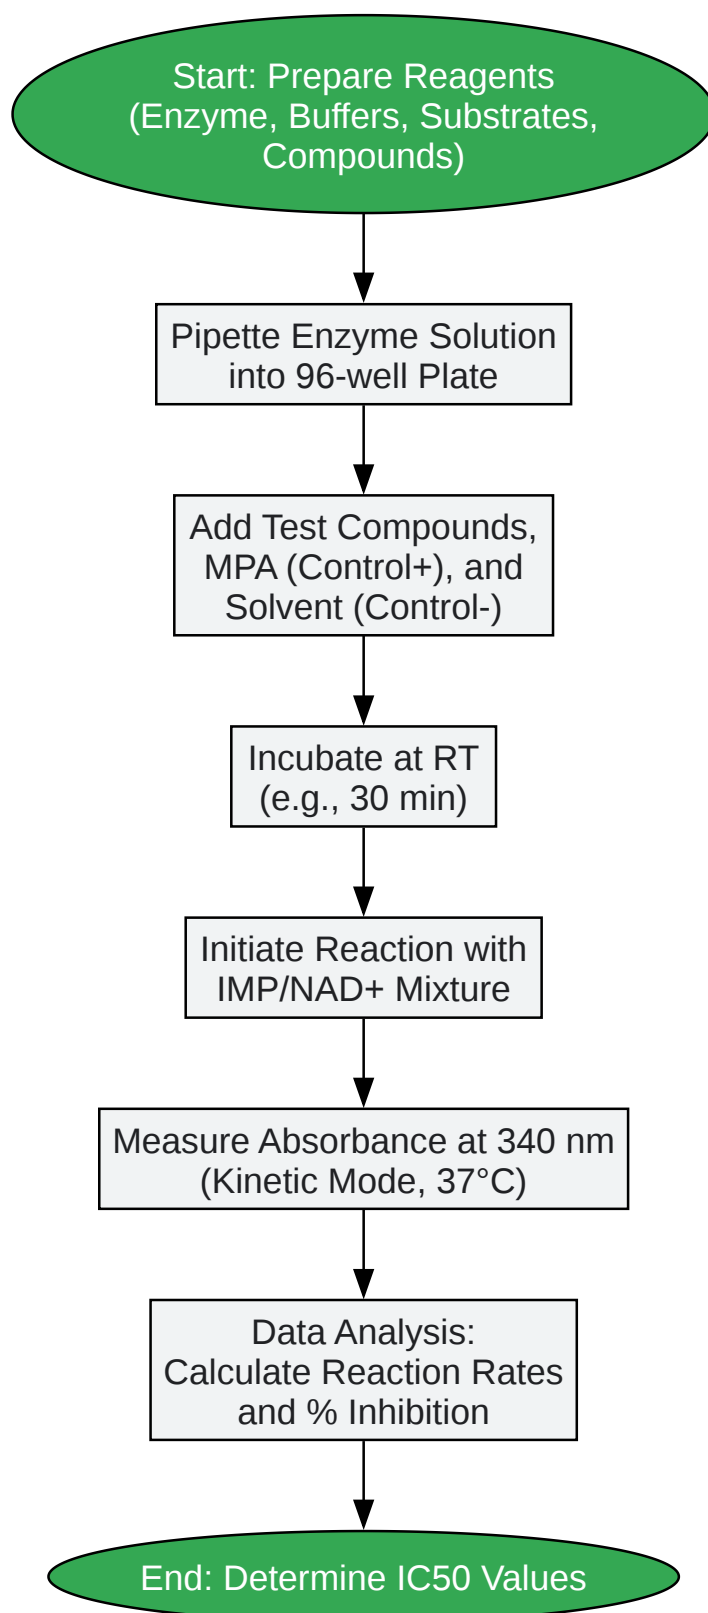 Start: Prepare Reagents
(Enzyme, Buffers, Substrates,
Compounds)
Pipette Enzyme Solution
into 96-well Plate
Add Test Compounds,
MPA (Control+), and
Solvent (Control-)
Incubate at RT
(e.g., 30 min)
Initiate Reaction with
IMP/NAD+ Mixture
Measure Absorbance at 340 nm
(Kinetic Mode, 37°C)
Data Analysis:
Calculate Reaction Rates
and % Inhibition
End: Determine IC50 Values